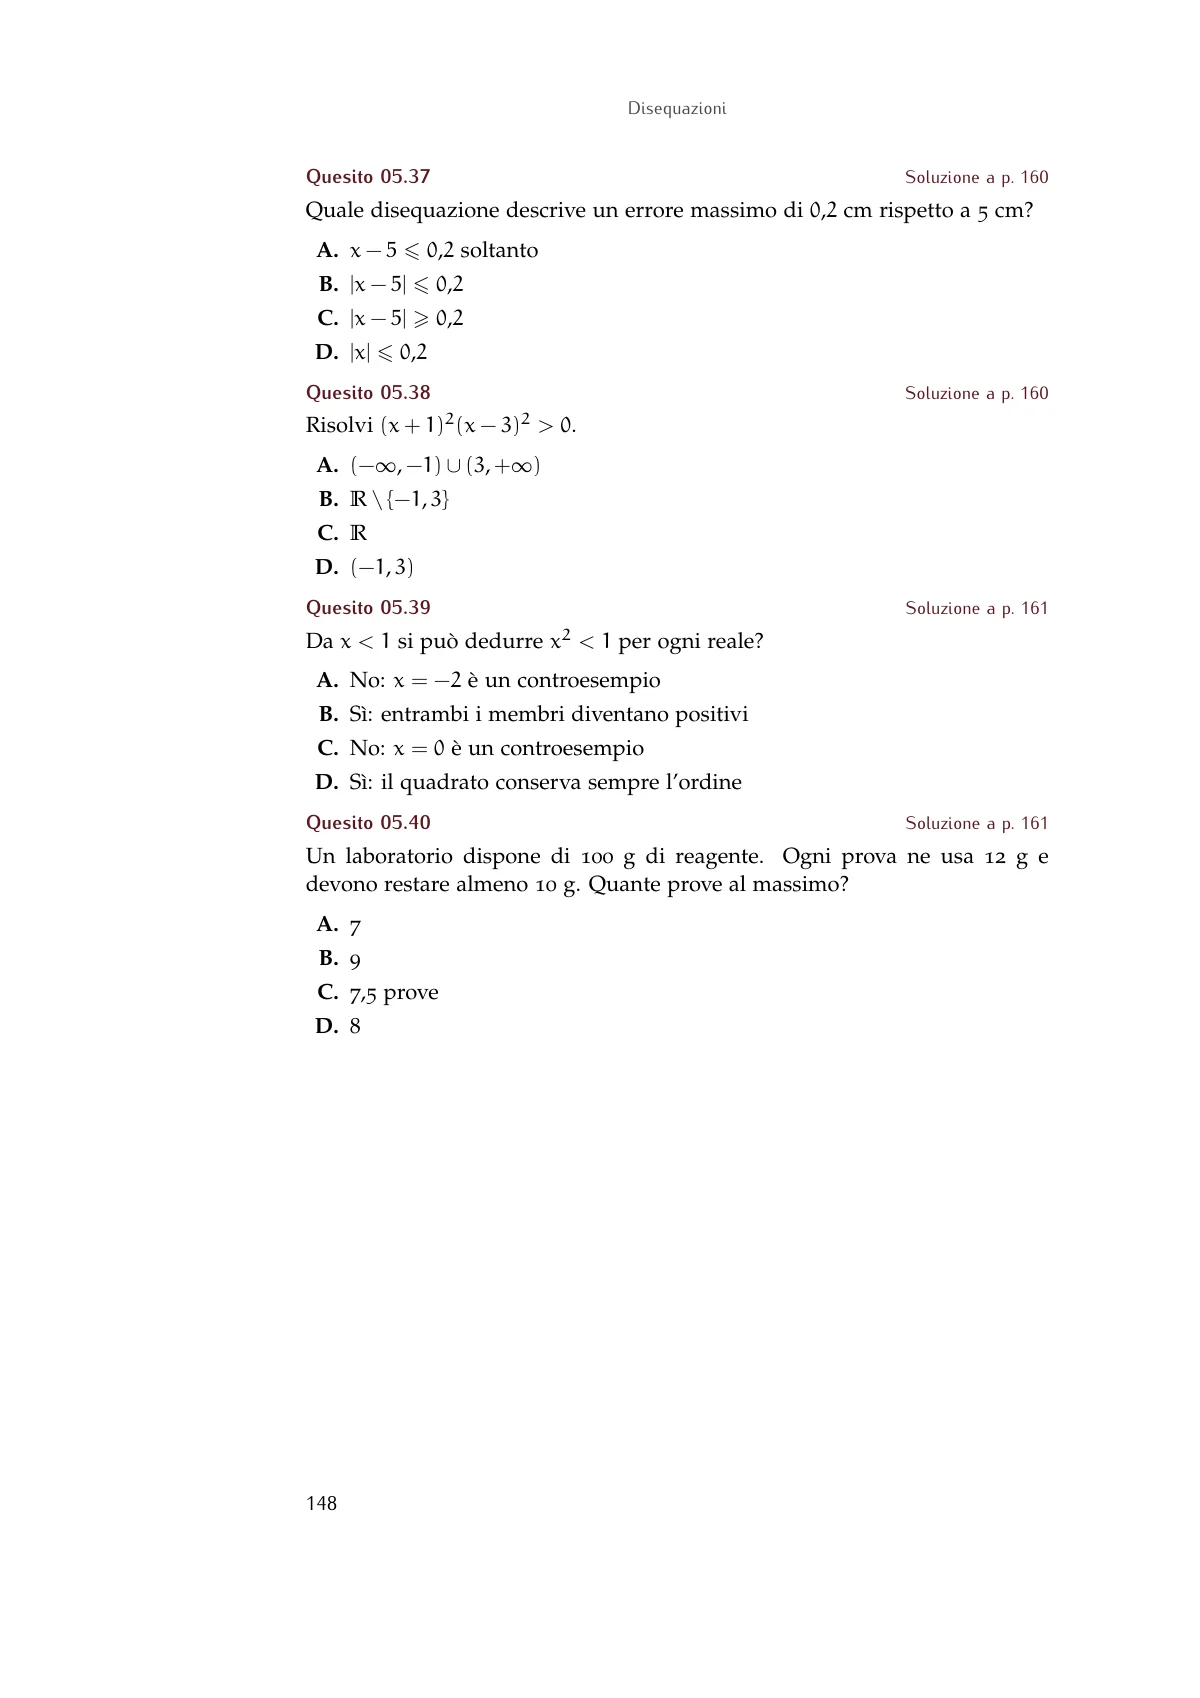 Disequazioni
Quesito 05.37 Soluzione a p. 160
Quale disequazione descrive un errore massimo di 0,2 cm rispetto a 5 cm?
A. x − 5 ⩽ 0,2 soltanto
B. |x − 5| ⩽ 0,2
C. |x − 5| ⩾ 0,2
D. |x| ⩽ 0,2
Quesito 05.38 Soluzione a p. 160
Risolvi (x + 1)² (x − 3)² > 0.
A. (−∞, −1) ∪ (3, +∞)
B. ℝ \ {−1, 3}
C. ℝ
D. (−1, 3)
Quesito 05.39 Soluzione a p. 161
Da x < 1 si può dedurre x² < 1 per ogni reale?
A. No: x = −2 è un controesempio
B. Sì: entrambi i membri diventano positivi
C. No: x = 0 è un controesempio
D. Sì: il quadrato conserva sempre l’ordine
Quesito 05.40 Soluzione a p. 161
Un laboratorio dispone di 100 g di reagente. Ogni prova ne usa 12 g e
devono restare almeno 10 g. Quante prove al massimo?
A. 7
B. 9
C. 7,5 prove
D. 8
148